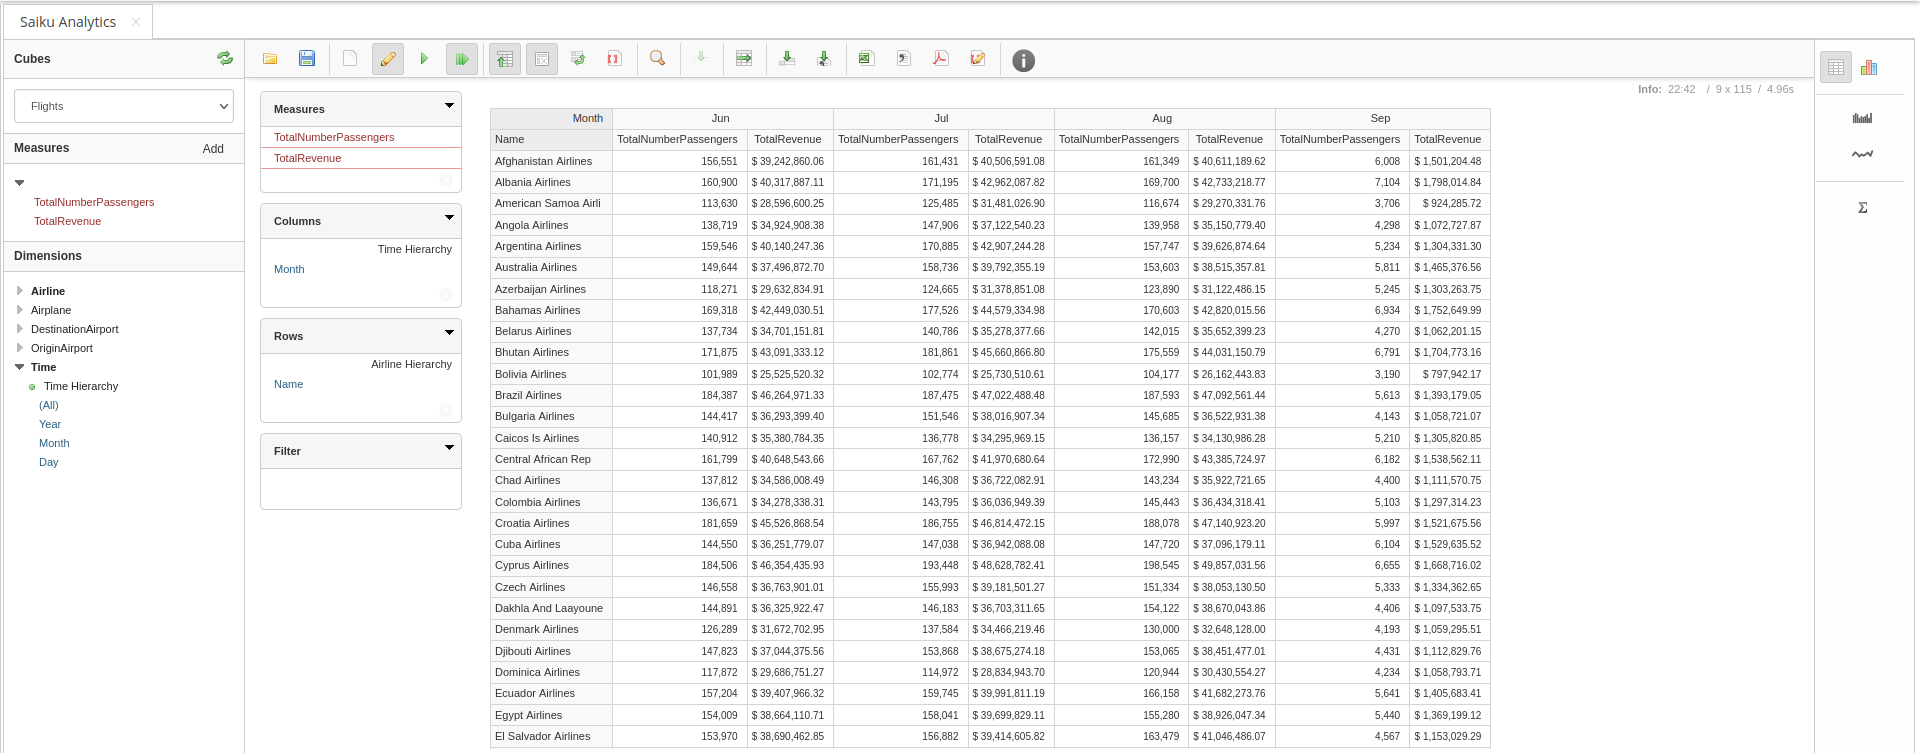 Saiku Analytics
Cubes
Flights
Measures Add
TotalNumberPassengers
TotalRevenue
Dimensions
Airline
Airplane
DestinationAirport
OriginAirport
Time
Time Hierarchy
(All)
Year
Month
Day
Measures
TotalNumberPassengers
TotalRevenue
Columns
Time Hierarchy
Month
Rows
Airline Hierarchy
Name
Filter
Info: 22:42 / 9 x 115 / 4.96s
Month Jun Jul Aug Sep
Name TotalNumberPassengers TotalRevenue TotalNumberPassengers TotalRevenue TotalNumberPassengers TotalRevenue TotalNumberPassengers TotalRevenue
Afghanistan Airlines 156,551 $ 39,242,860.06 161,431 $ 40,506,591.08 161,349 $ 40,611,189.62 6,008 $ 1,501,204.48
Albania Airlines 160,900 $ 40,317,887.11 171,195 $ 42,962,087.82 169,700 $ 42,733,218.77 7,104 $ 1,798,014.84
American Samoa Airli 113,630 $ 28,596,600.25 125,485 $ 31,481,026.90 116,674 $ 29,270,331.76 3,706 $ 924,285.72
Angola Airlines 138,719 $ 34,924,908.38 147,906 $ 37,122,540.23 139,958 $ 35,150,779.40 4,298 $ 1,072,727.87
Argentina Airlines 159,546 $ 40,140,247.36 170,885 $ 42,907,244.28 157,747 $ 39,626,874.64 5,234 $ 1,304,331.30
Australia Airlines 149,644 $ 37,496,872.70 158,736 $ 39,792,355.19 153,603 $ 38,515,357.81 5,811 $ 1,465,376.56
Azerbaijan Airlines 118,271 $ 29,632,834.91 124,665 $ 31,378,851.08 123,890 $ 31,122,486.15 5,245 $ 1,303,263.75
Bahamas Airlines 169,318 $ 42,449,030.51 177,526 $ 44,579,334.98 170,603 $ 42,820,015.56 6,934 $ 1,752,649.99
Belarus Airlines 137,734 $ 34,701,151.81 140,786 $ 35,278,377.66 142,015 $ 35,652,399.23 4,270 $ 1,062,201.15
Bhutan Airlines 171,875 $ 43,091,333.12 181,861 $ 45,660,866.80 175,559 $ 44,031,150.79 6,791 $ 1,704,773.16
Bolivia Airlines 101,989 $ 25,525,520.32 102,774 $ 25,730,510.61 104,177 $ 26,162,443.83 3,190 $ 797,942.17
Brazil Airlines 184,387 $ 46,264,971.33 187,475 $ 47,022,488.48 187,593 $ 47,092,561.44 5,613 $ 1,393,179.05
Bulgaria Airlines 144,417 $ 36,293,399.40 151,546 $ 38,016,907.34 145,685 $ 36,522,931.38 4,143 $ 1,058,721.07
Caicos Is Airlines 140,912 $ 35,380,784.35 136,778 $ 34,295,969.15 136,157 $ 34,130,986.28 5,210 $ 1,305,820.85
Central African Rep 161,799 $ 40,648,543.66 167,762 $ 41,970,680.64 172,990 $ 43,385,724.97 6,182 $ 1,538,562.11
Chad Airlines 137,812 $ 34,586,008.49 146,308 $ 36,722,082.91 143,234 $ 35,922,721.65 4,400 $ 1,111,570.75
Colombia Airlines 136,671 $ 34,278,338.31 143,795 $ 36,036,949.39 145,443 $ 36,434,318.41 5,103 $ 1,297,314.23
Croatia Airlines 181,659 $ 45,526,868.54 186,755 $ 46,814,472.15 188,078 $ 47,140,923.20 5,997 $ 1,521,675.56
Cuba Airlines 144,550 $ 36,251,779.07 147,038 $ 36,942,088.08 147,720 $ 37,096,179.11 6,104 $ 1,529,635.52
Cyprus Airlines 184,506 $ 46,354,435.93 193,448 $ 48,628,782.41 198,545 $ 49,857,031.56 6,655 $ 1,668,716.02
Czech Airlines 146,558 $ 36,763,901.01 155,993 $ 39,181,501.27 151,334 $ 38,053,130.50 5,333 $ 1,334,362.65
Dakhla And Laayoune 144,891 $ 36,325,922.47 146,183 $ 36,703,311.65 154,122 $ 38,670,043.86 4,406 $ 1,097,533.75
Denmark Airlines 126,289 $ 31,672,702.95 137,584 $ 34,466,219.46 130,000 $ 32,648,128.00 4,193 $ 1,059,295.51
Djibouti Airlines 147,823 $ 37,044,375.56 153,868 $ 38,675,274.18 153,065 $ 38,451,477.01 4,431 $ 1,112,829.76
Dominica Airlines 117,872 $ 29,686,751.27 114,972 $ 28,834,943.70 120,944 $ 30,430,554.27 4,234 $ 1,058,793.71
Ecuador Airlines 157,204 $ 39,407,966.32 159,745 $ 39,991,811.19 166,158 $ 41,682,273.76 5,641 $ 1,405,683.41
Egypt Airlines 154,009 $ 38,664,110.71 158,041 $ 39,699,829.11 155,280 $ 38,926,047.34 5,440 $ 1,369,199.12
El Salvador Airlines 153,970 $ 38,690,462.85 156,882 $ 39,414,605.82 163,479 $ 41,046,486.07 4,567 $ 1,153,029.29